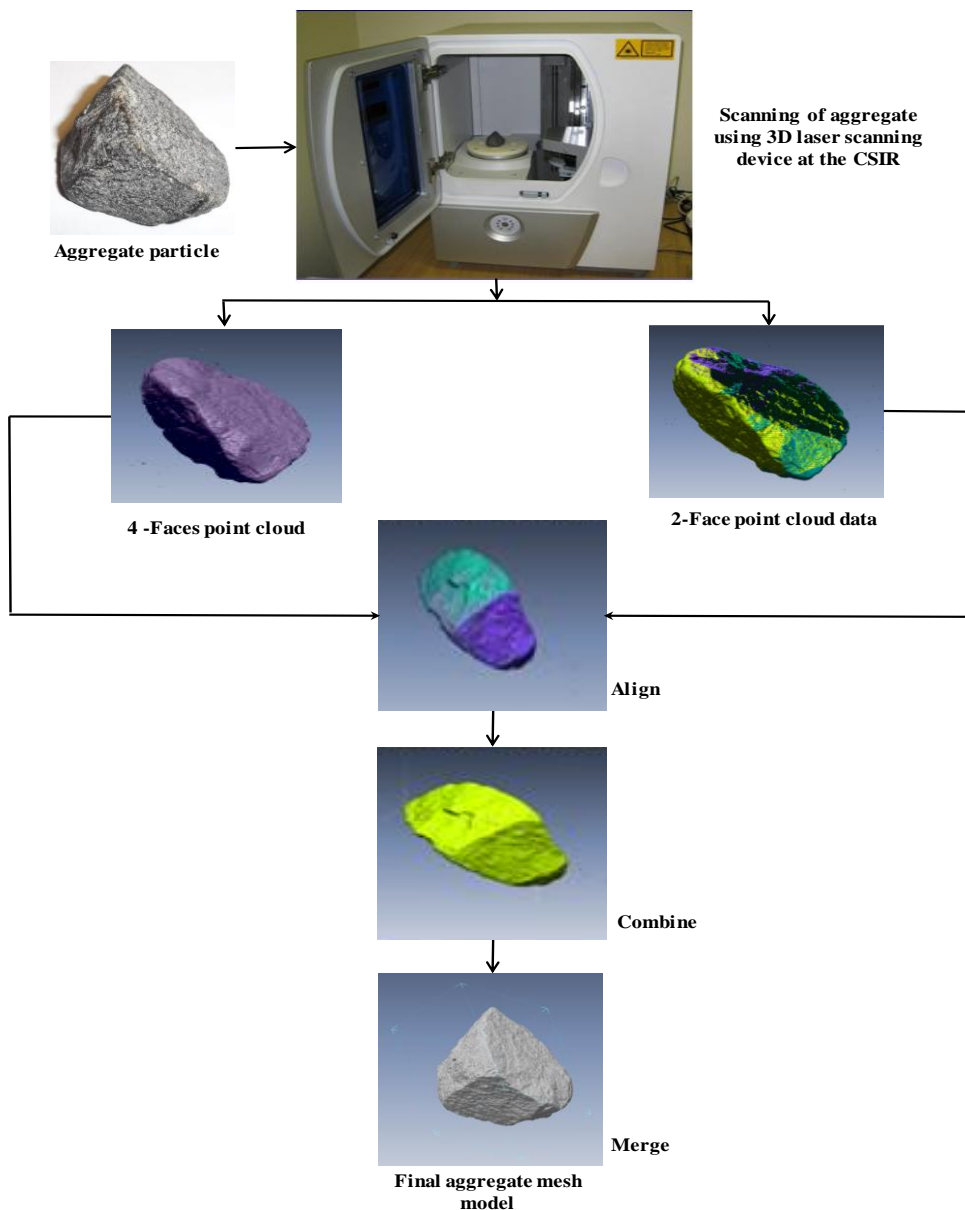 Scanning of aggregate
using 3D laser scanning
device at the CSIR
Aggregate particle
4 -Faces point cloud
2-Face point cloud data
Align
Combine
Merge
Final aggregate mesh
model